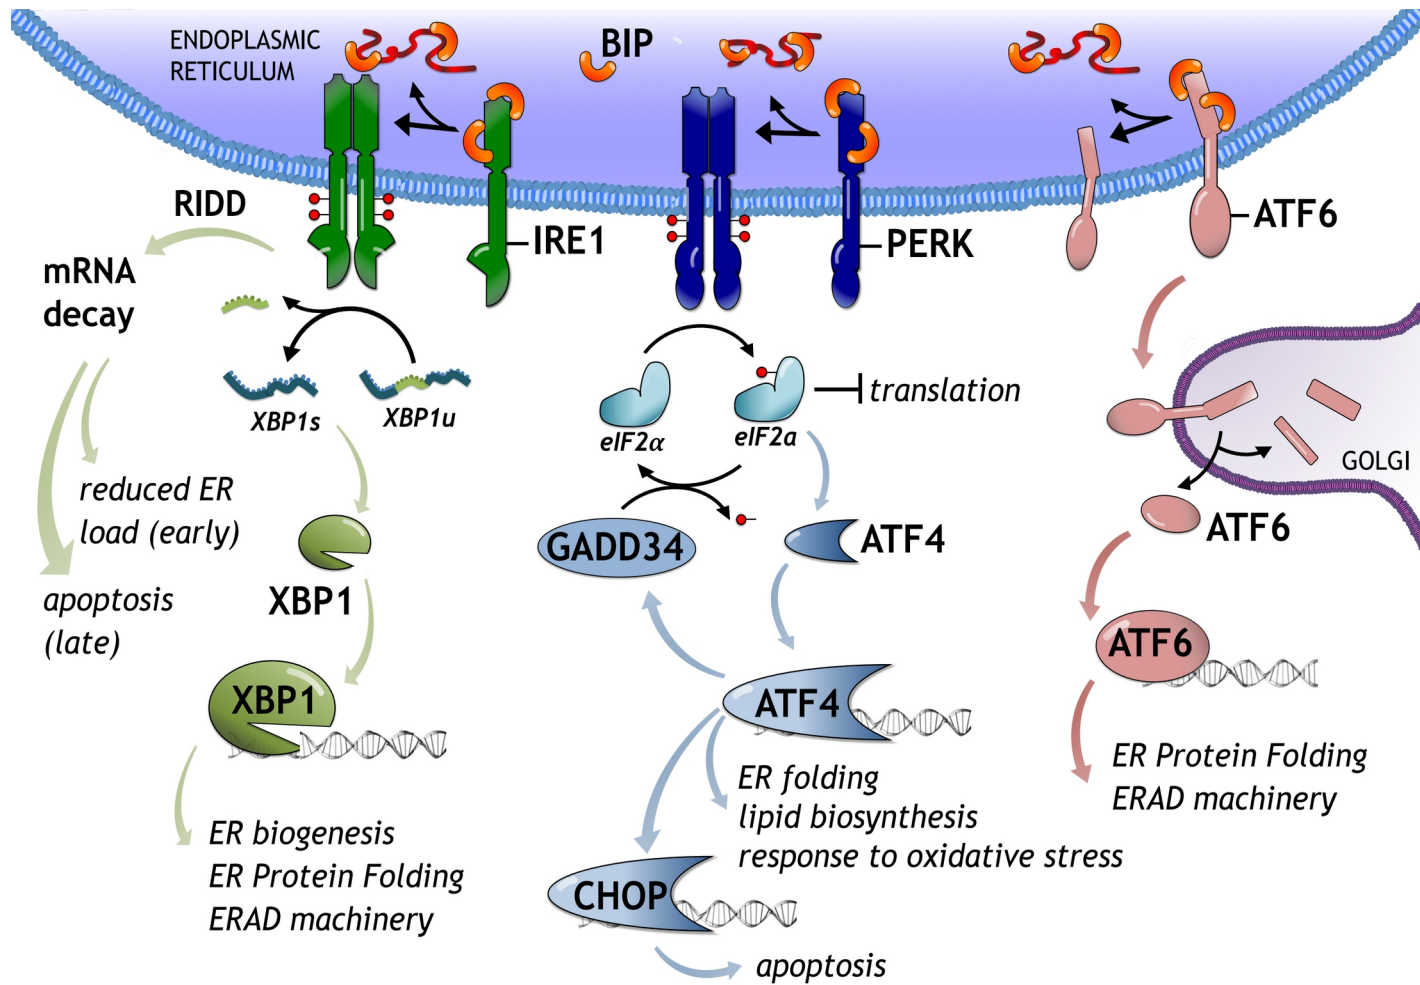 ENDOPLASMIC
RETICULUM
BIP
RIDD
IRE1
PERK
ATF6
mRNA
decay
XBP1s
XBP1u
eIF2α
eIF2a
translation
GOLGI
reduced ER
load (early)
apoptosis
(late)
XBP1
GADD34
ATF4
ATF6
XBP1
ATF4
ATF6
ER biogenesis
ER Protein Folding
ERAD machinery
ER folding
lipid biosynthesis
response to oxidative stress
ER Protein Folding
ERAD machinery
CHOP
apoptosis